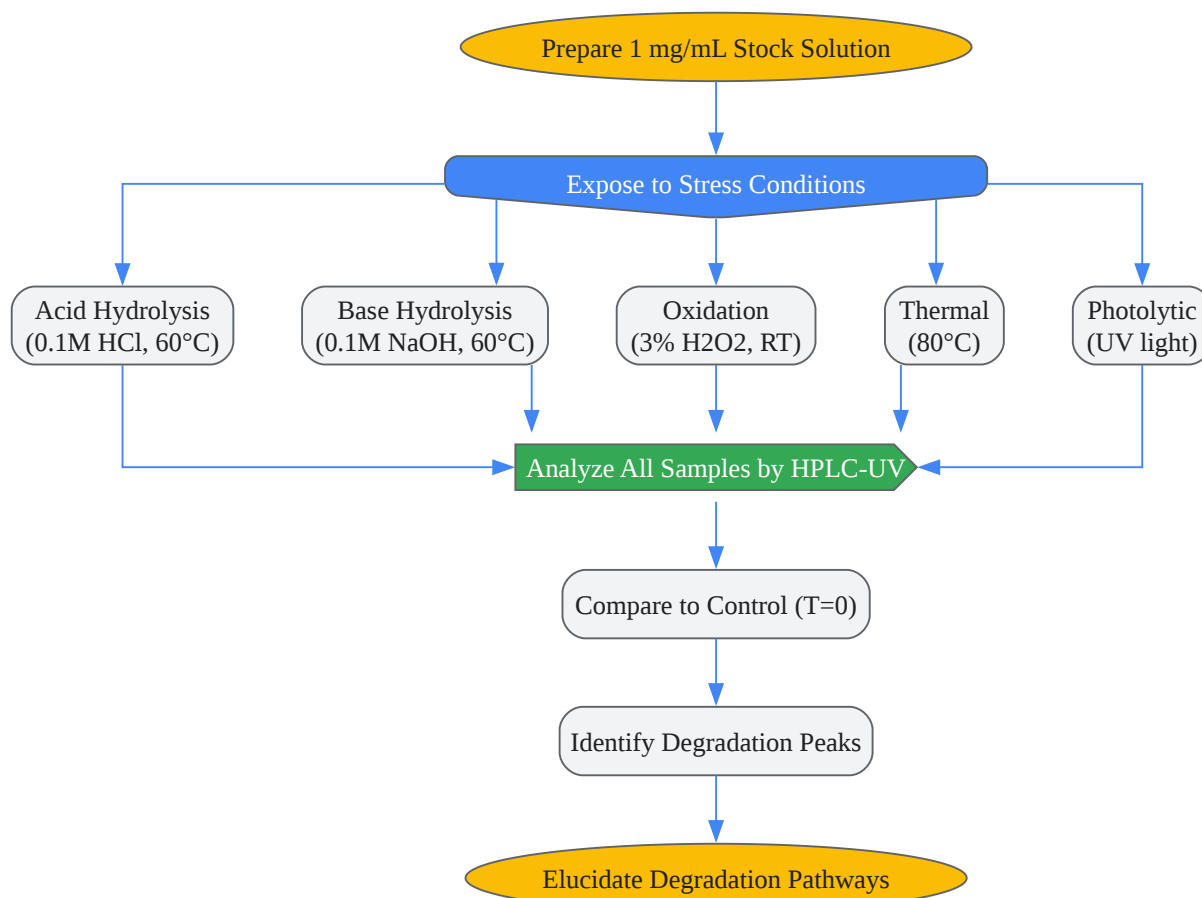 Prepare 1 mg/mL Stock Solution
Expose to Stress Conditions
Acid Hydrolysis
(0.1M HCl, 60°C)
Base Hydrolysis
(0.1M NaOH, 60°C)
Oxidation
(3% H2O2, RT)
Thermal
(80°C)
Photolytic
(UV light)
Analyze All Samples by HPLC-UV
Compare to Control (T=0)
Identify Degradation Peaks
Elucidate Degradation Pathways